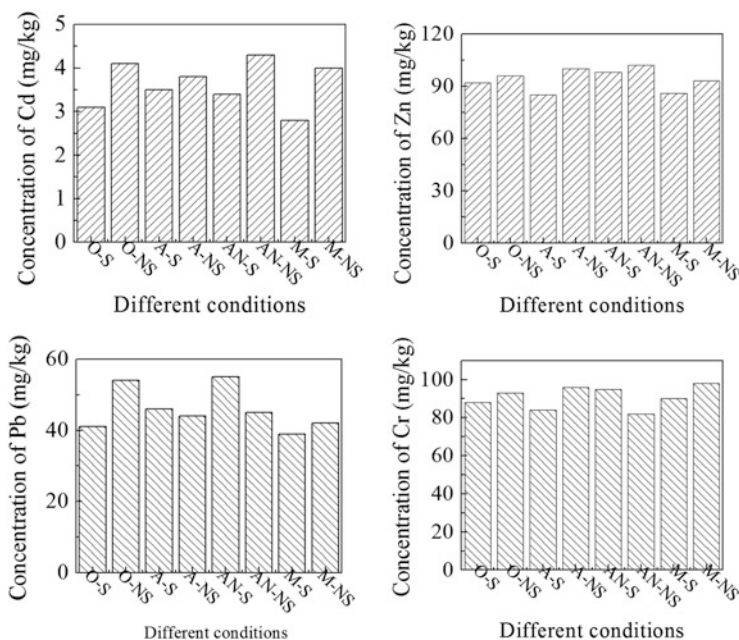 Concentration of Cd (mg/kg)
5
4
3
2
1
0
O-S
O-NS
A-S
A-NS
AN-S
AN-NS
M-S
M-NS
Different conditions
Concentration of Zn (mg/kg)
120
90
60
30
0
O-S
O-NS
A-S
A-NS
AN-S
AN-NS
M-S
M-NS
Different conditions
Concentration of Pb (mg/kg)
60
40
20
0
O-S
O-NS
A-S
A-NS
AN-S
AN-NS
M-S
M-NS
Different conditions
Concentration of Cr (mg/kg)
100
80
60
40
20
0
O-S
O-NS
A-S
A-NS
AN-S
AN-NS
M-S
M-NS
Different conditions